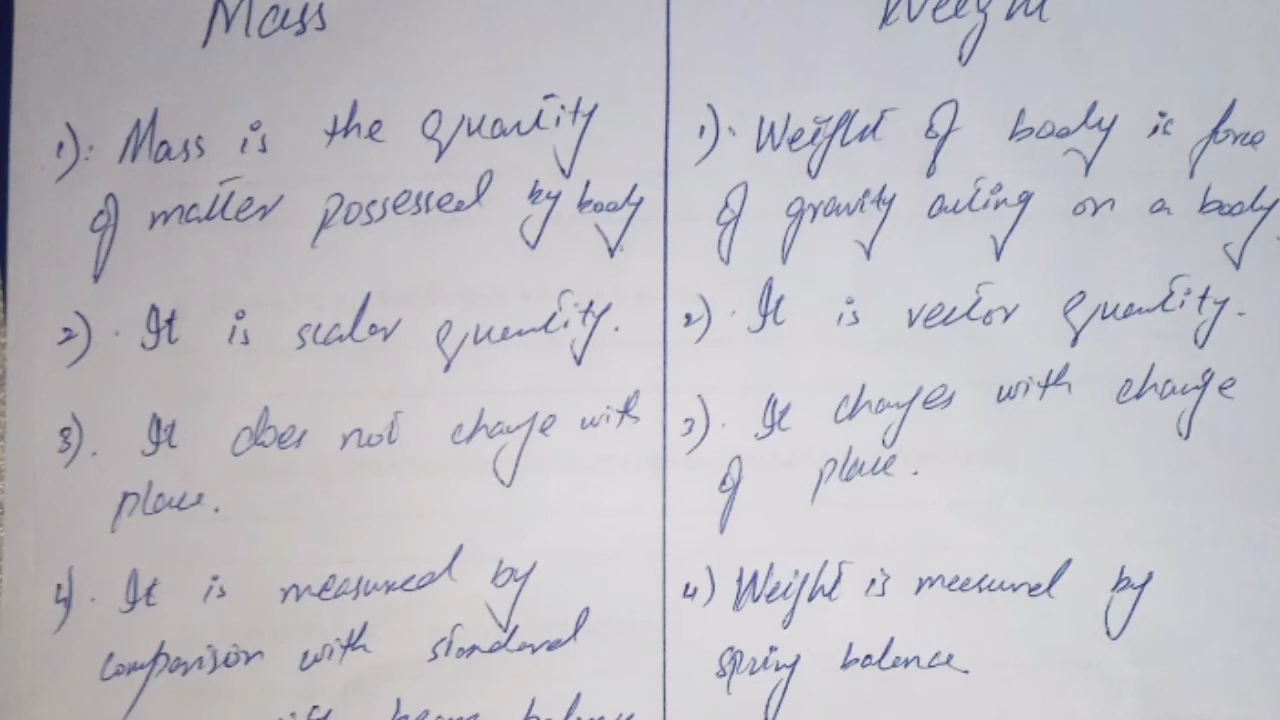 Mass
1): Mass is the quantity
of matter possessed by body
2). It is scalar quantity.
3). It does not change with
place.
4). It is measured by
comparison with standard
beam balance
Weight
1). Weight of body is force
of gravity acting on a body
2). It is vector quantity.
3). It changes with change
of place.
4) Weight is measured by
spring balance.